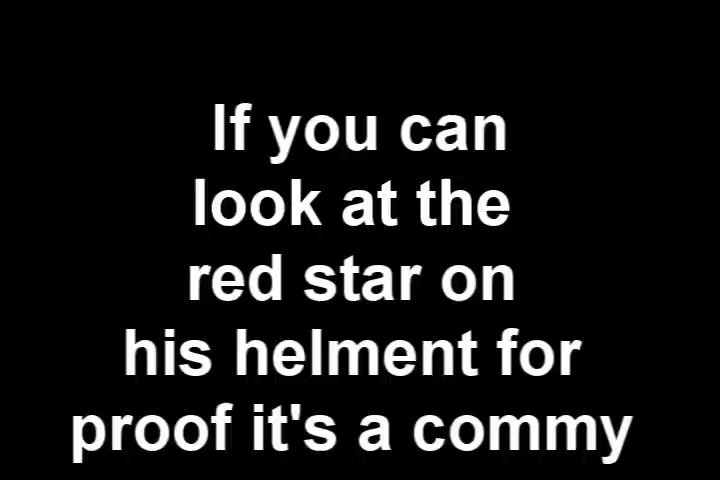 If you can
look at the
red star on
his helment for
proof it's a commy